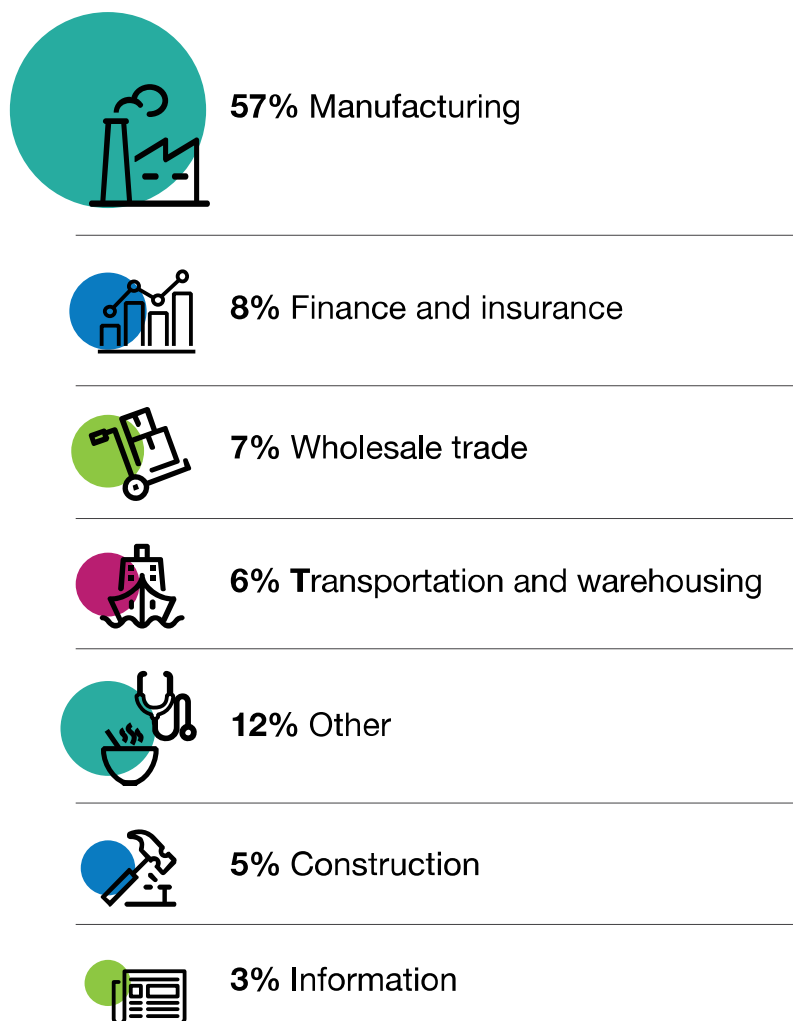 57% Manufacturing
8% Finance and insurance
7% Wholesale trade
6% Transportation and warehousing
12% Other
5% Construction
3% Information